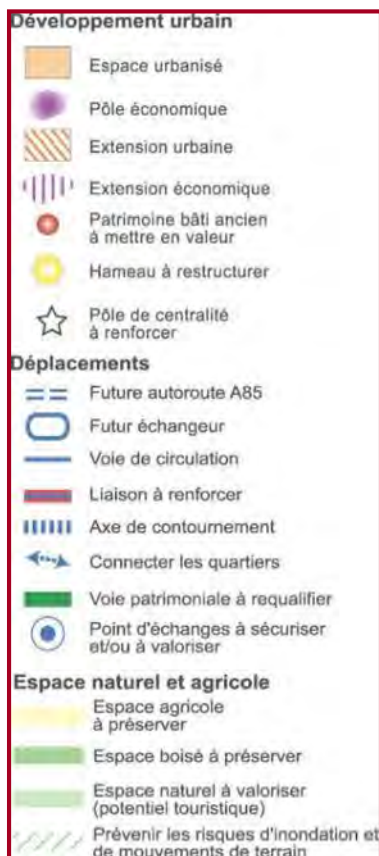 Développement urbain
Espace urbanisé
Pôle économique
Extension urbaine
Extension économique
Patrimoine bâti ancien
à mettre en valeur
Hameau à restructurer
Pôle de centralité
à renforcer
Déplacements
Future autoroute A85
Futur échangeur
Voie de circulation
Liaison à renforcer
Axe de contournement
Connecter les quartiers
Voie patrimoniale à requalifier
Point d'échanges à sécuriser
et/ou à valoriser
Espace naturel et agricole
Espace agricole
à préserver
Espace boisé à préserver
Espace naturel à valoriser
(potentiel touristique)
Prévenir les risques d'inondation et
de mouvements de terrain